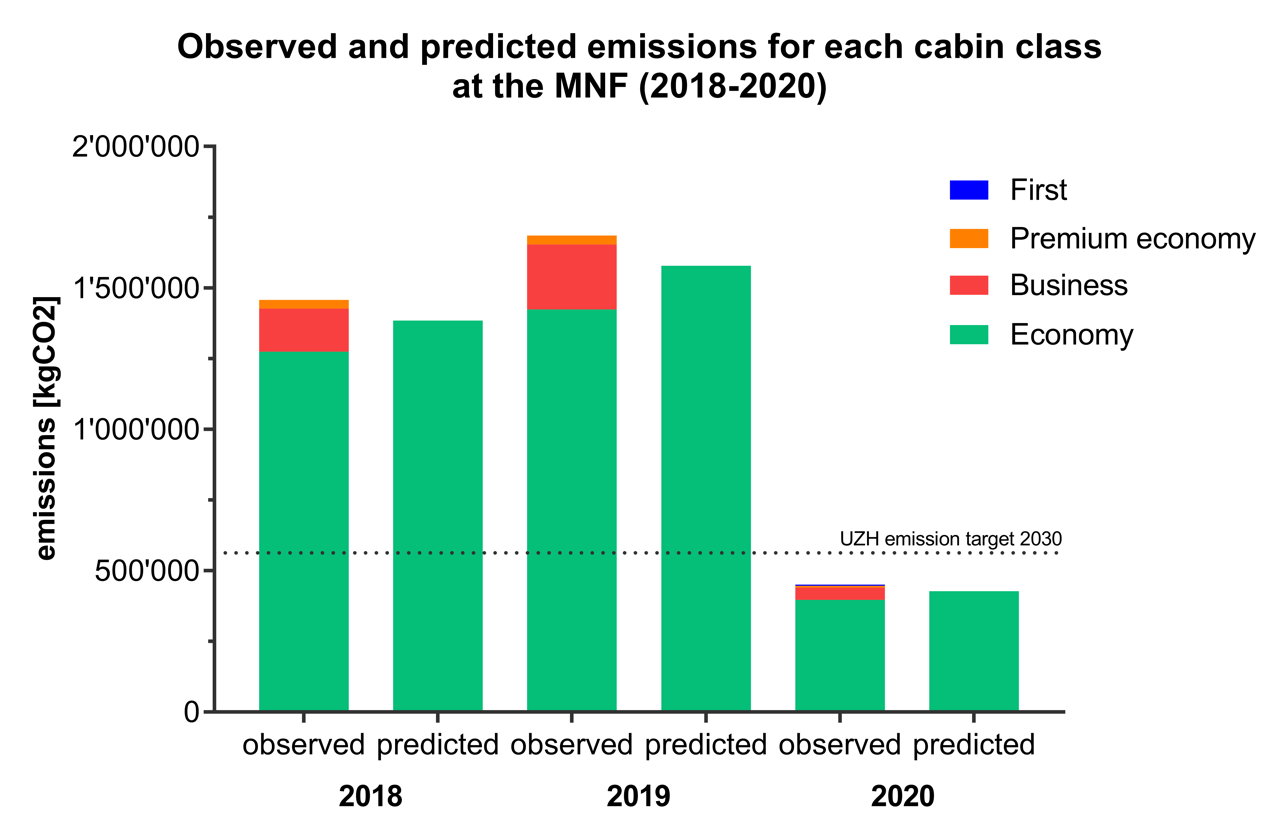 Observed and predicted emissions for each cabin class
at the MNF (2018-2020)
emissions [kgCO2]
2'000'000
1'500'000
1'000'000
500'000
0
First
Premium economy
Business
Economy
UZH emission target 2030
observed predicted observed predicted observed predicted
2018 2019 2020